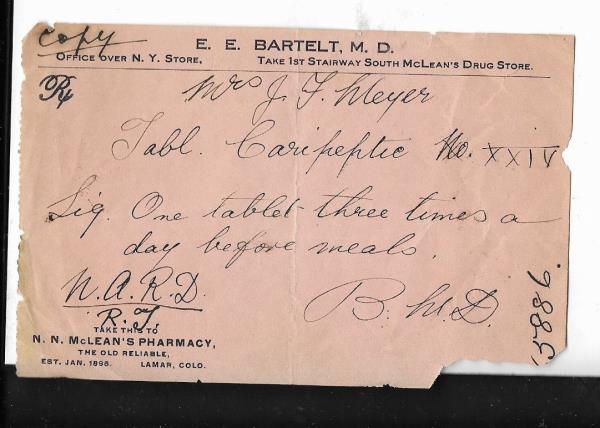 copy
E. E. BARTELT, M. D.
OFFICE OVER N. Y. STORE, TAKE 1ST STAIRWAY SOUTH MCLEAN'S DRUG STORE.
Rx
Mrs J. F. Meyer
Tabl. Caripeptic No. XXIV
Sig. One tablet three times a
day before meals.
N.A.R.D.
R.F.
B. M.D.
TAKE THIS TO
N. N. MCLEAN'S PHARMACY,
THE OLD RELIABLE,
EST. JAN. 1898. LAMAR, COLO.
15886.